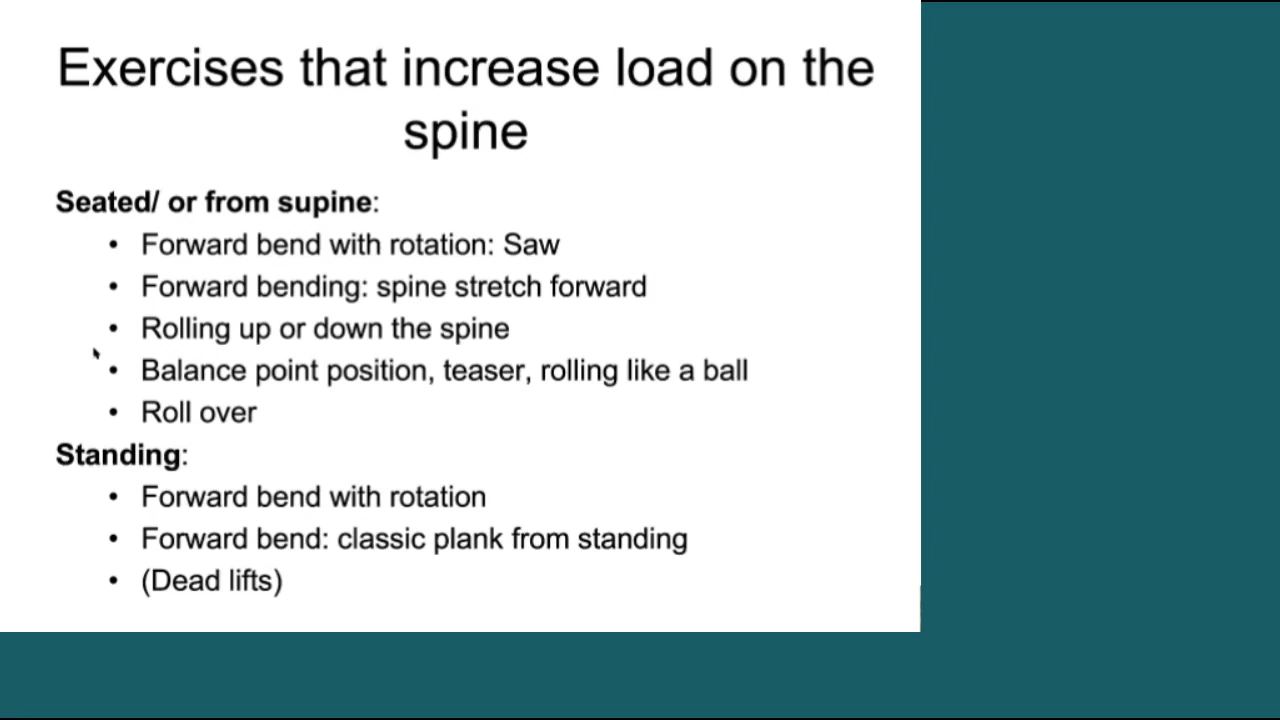 Exercises that increase load on the
spine
Seated/ or from supine:
• Forward bend with rotation: Saw
• Forward bending: spine stretch forward
• Rolling up or down the spine
• Balance point position, teaser, rolling like a ball
• Roll over
Standing:
• Forward bend with rotation
• Forward bend: classic plank from standing
• (Dead lifts)